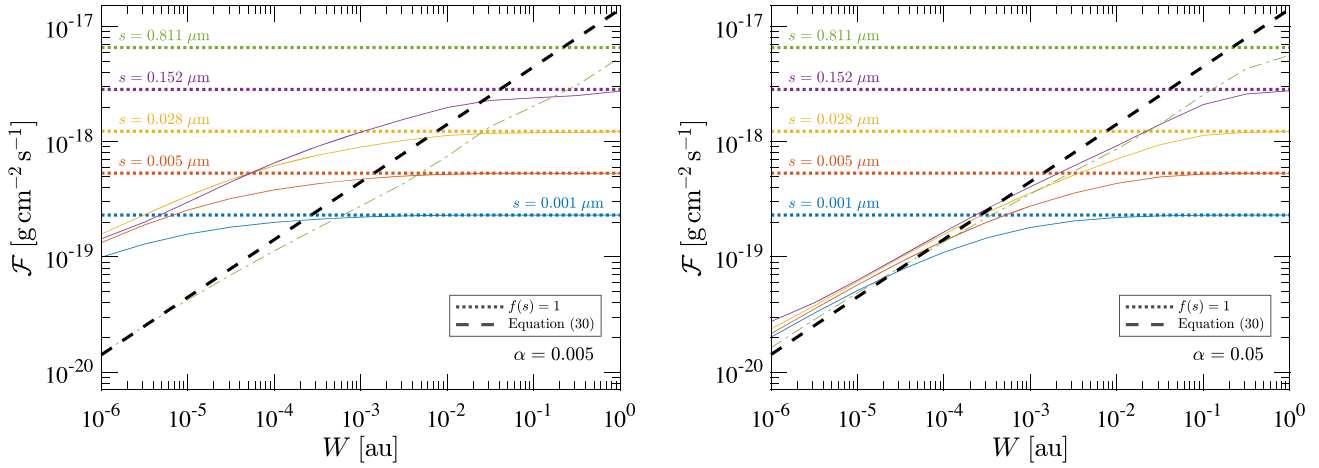 10⁻¹⁷
10⁻¹⁸
10⁻¹⁹
10⁻²⁰
ℱ [g cm⁻² s⁻¹]
s = 0.811 μm
s = 0.152 μm
s = 0.028 μm
s = 0.005 μm
s = 0.001 μm
f(s) = 1
Equation (30)
α = 0.005
10⁻⁶ 10⁻⁵ 10⁻⁴ 10⁻³ 10⁻² 10⁻¹ 10⁰
W [au]
10⁻¹⁷
10⁻¹⁸
10⁻¹⁹
10⁻²⁰
ℱ [g cm⁻² s⁻¹]
s = 0.811 μm
s = 0.152 μm
s = 0.028 μm
s = 0.005 μm
s = 0.001 μm
f(s) = 1
Equation (30)
α = 0.05
10⁻⁶ 10⁻⁵ 10⁻⁴ 10⁻³ 10⁻² 10⁻¹ 10⁰
W [au]